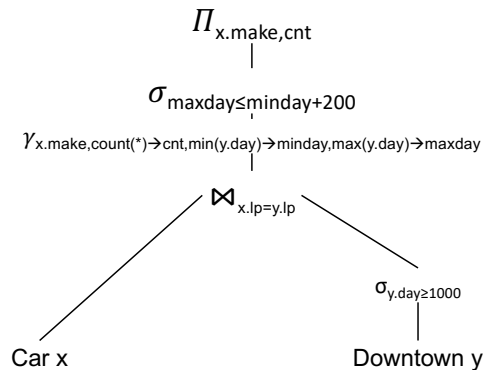 Π x.make,cnt
σ maxday≤minday+200
γ x.make,count(*)→cnt,min(y.day)→minday,max(y.day)→maxday
⋈ x.lp=y.lp
σ y.day≥1000
Car x Downtown y